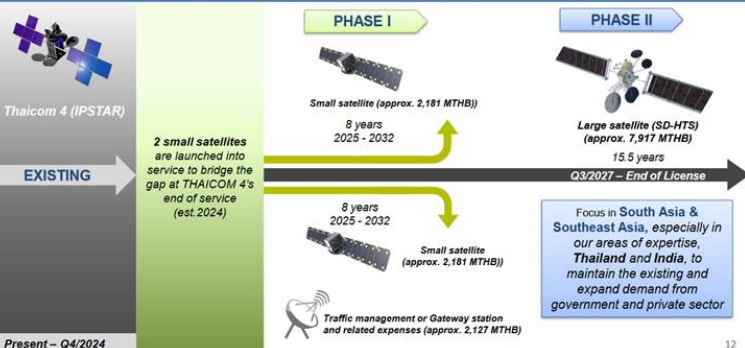 PHASE I
PHASE II
Thaicom 4 (IPSTAR)
EXISTING
Present – Q4/2024
2 small satellites
are launched into
service to bridge the
gap at THAICOM 4's
end of service
(est.2024)
Small satellite (approx. 2,181 MTHB))
8 years
2025 - 2032
8 years
2025 - 2032
Small satellite
(approx. 2,181 MTHB))
Traffic management or Gateway station
and related expenses (approx. 2,127 MTHB)
Large satellite (SD-HTS)
(approx. 7,917 MTHB)
15.5 years
Q3/2027 – End of License
Focus in South Asia &
Southeast Asia, especially in
our areas of expertise,
Thailand and India, to
maintain the existing and
expand demand from
government and private sector
12